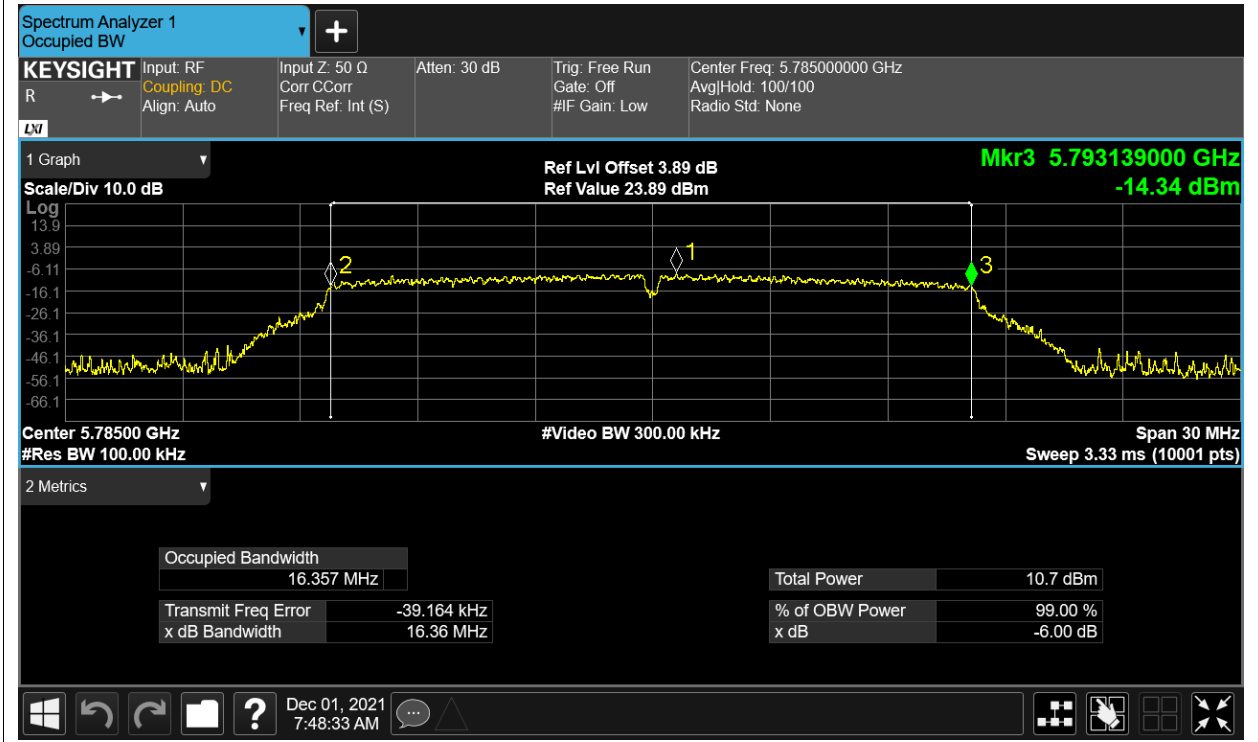 Spectrum Analyzer 1
Occupied BW
KEYSIGHT
R
LXI
Input: RF
Coupling: DC
Align: Auto
Input Z: 50 Ω
Corr CCorr
Freq Ref: Int (S)
Atten: 30 dB
Trig: Free Run
Gate: Off
#IF Gain: Low
Center Freq: 5.785000000 GHz
Avg|Hold: 100/100
Radio Std: None
1 Graph
Scale/Div 10.0 dB
Ref Lvl Offset 3.89 dB
Ref Value 23.89 dBm
Mkr3 5.793139000 GHz
-14.34 dBm
Log
13.9
3.89
-6.11
-16.1
-26.1
-36.1
-46.1
-56.1
-66.1
2
1
3
Center 5.78500 GHz
#Video BW 300.00 kHz
Span 30 MHz
#Res BW 100.00 kHz
Sweep 3.33 ms (10001 pts)
2 Metrics
Occupied Bandwidth
16.357 MHz
Total Power 10.7 dBm
Transmit Freq Error -39.164 kHz
% of OBW Power 99.00 %
x dB Bandwidth 16.36 MHz
x dB -6.00 dB
?
Dec 01, 2021
7:48:33 AM